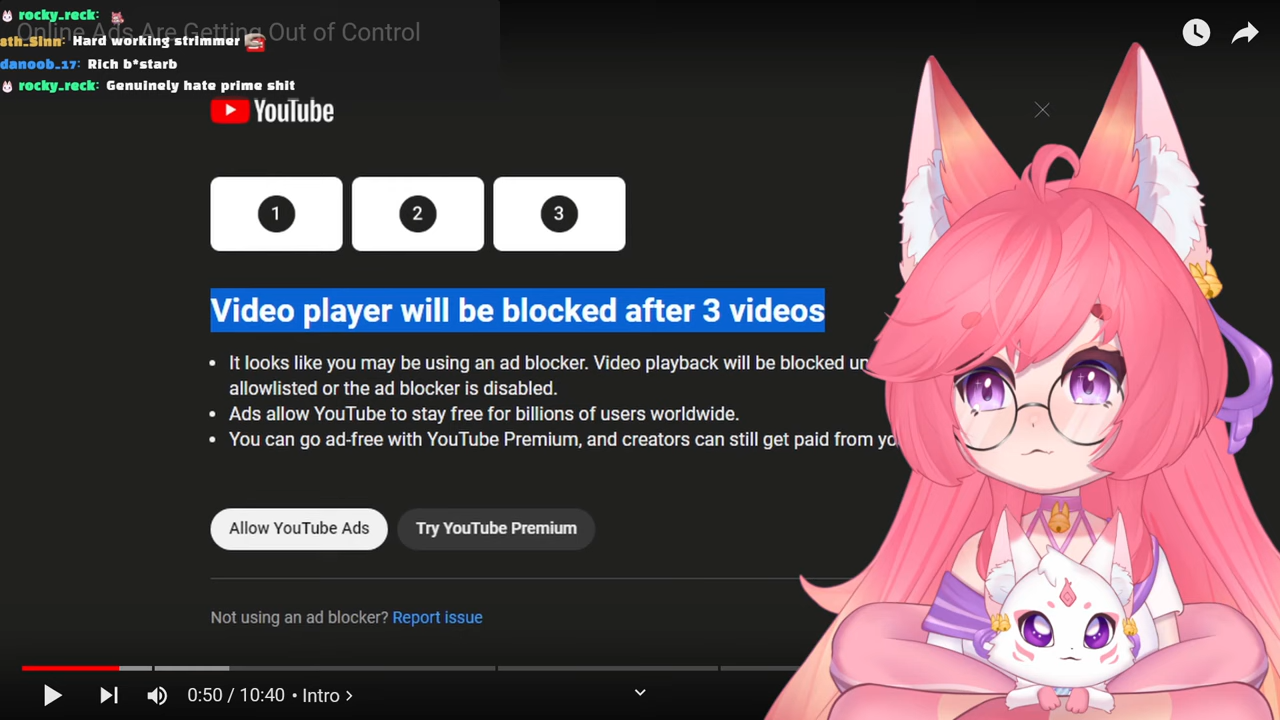 rocky_reck:
Online Ads Are Getting Out of Control
sth_Sinn: Hard working strimmer
danoob_17: Rich b*starb
rocky_reck: Genuinely hate prime shit
YouTube
1 2 3
Video player will be blocked after 3 videos
It looks like you may be using an ad blocker. Video playback will be blocked un
allowlisted or the ad blocker is disabled.
Ads allow YouTube to stay free for billions of users worldwide.
You can go ad-free with YouTube Premium, and creators can still get paid from yo
Allow YouTube Ads Try YouTube Premium
Not using an ad blocker? Report issue
0:50 / 10:40 • Intro >